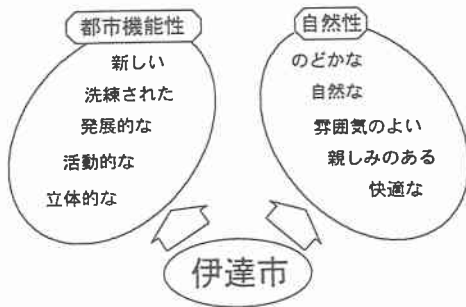 都市機能性
新しい
洗練された
発展的な
活動的な
立体的な
自然性
のどかな
自然な
雰囲気のよい
親しみのある
快適な
伊達市